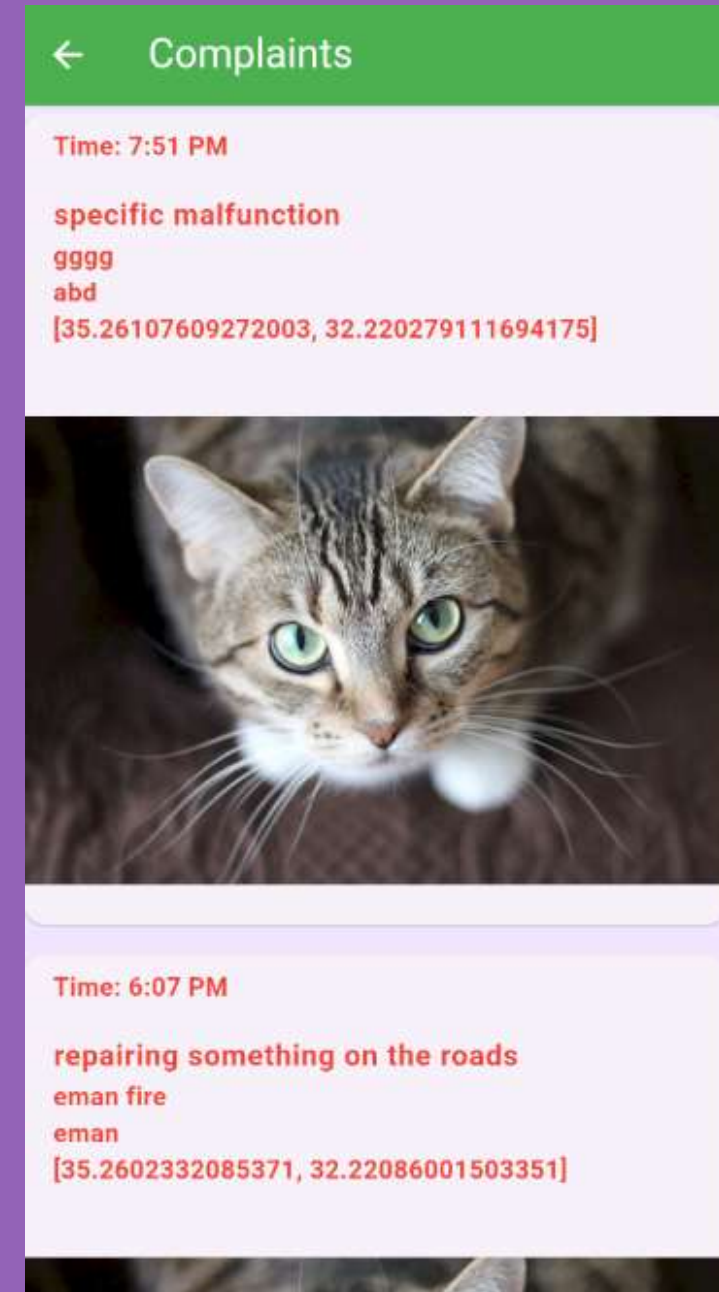 Complaints
Time: 7:51 PM
specific malfunction
gggg
abd
[35.26107609272003, 32.220279111694175]
Time: 6:07 PM
repairing something on the roads
eman fire
eman
[35.2602332085371, 32.22086001503351]